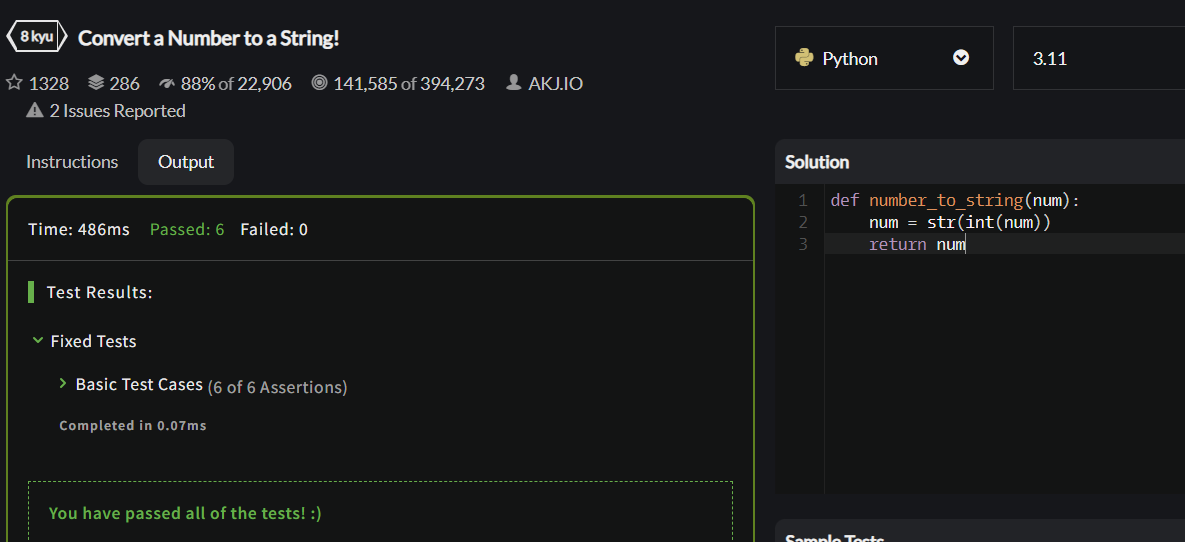 8 kyu Convert a Number to a String!
1328 286 88% of 22,906 141,585 of 394,273 AKJ.IO
2 Issues Reported
Instructions Output
Time: 486ms Passed: 6 Failed: 0
Test Results:
Fixed Tests
Basic Test Cases (6 of 6 Assertions)
Completed in 0.07ms
You have passed all of the tests! :)
Python 3.11
Solution
1 def number_to_string(num):
2     num = str(int(num))
3     return num
Sample Tests